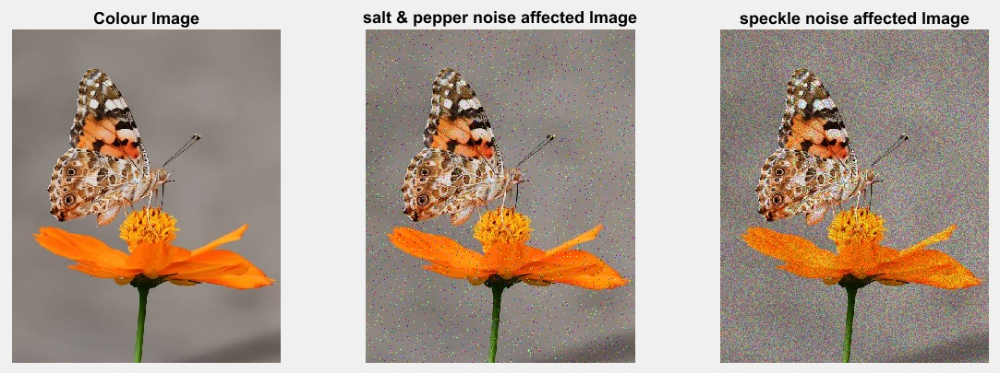 Colour Image
salt & pepper noise affected Image
speckle noise affected Image